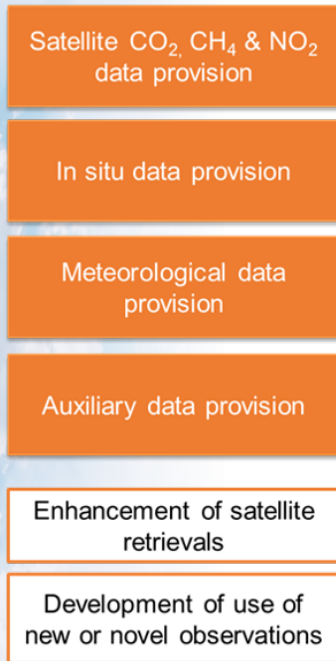 Satellite CO₂, CH₄ & NO₂
data provision
In situ data provision
Meteorological data
provision
Auxiliary data provision
Enhancement of satellite
retrievals
Development of use of
new or novel observations